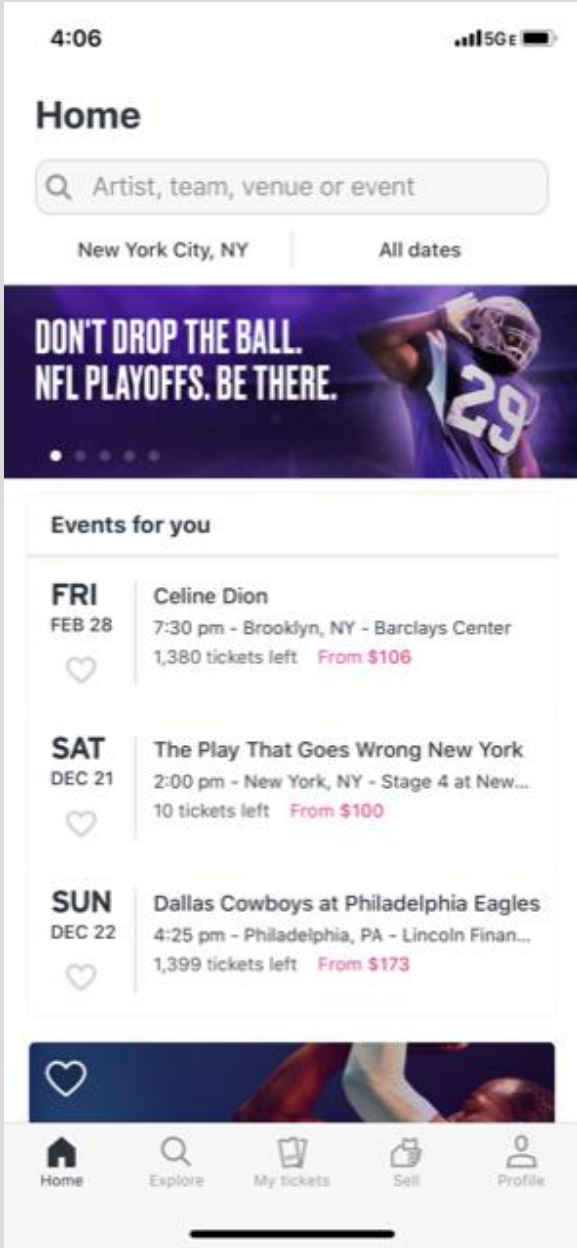 4:06
5GE
Home
Artist, team, venue or event
New York City, NY
All dates
DON'T DROP THE BALL.
NFL PLAYOFFS. BE THERE.
29
Events for you
FRI
FEB 28
Celine Dion
7:30 pm - Brooklyn, NY - Barclays Center
1,380 tickets left From $106
SAT
DEC 21
The Play That Goes Wrong New York
2:00 pm - New York, NY - Stage 4 at New...
10 tickets left From $100
SUN
DEC 22
Dallas Cowboys at Philadelphia Eagles
4:25 pm - Philadelphia, PA - Lincoln Finan...
1,399 tickets left From $173
Home
Explore
My tickets
Sell
Profile